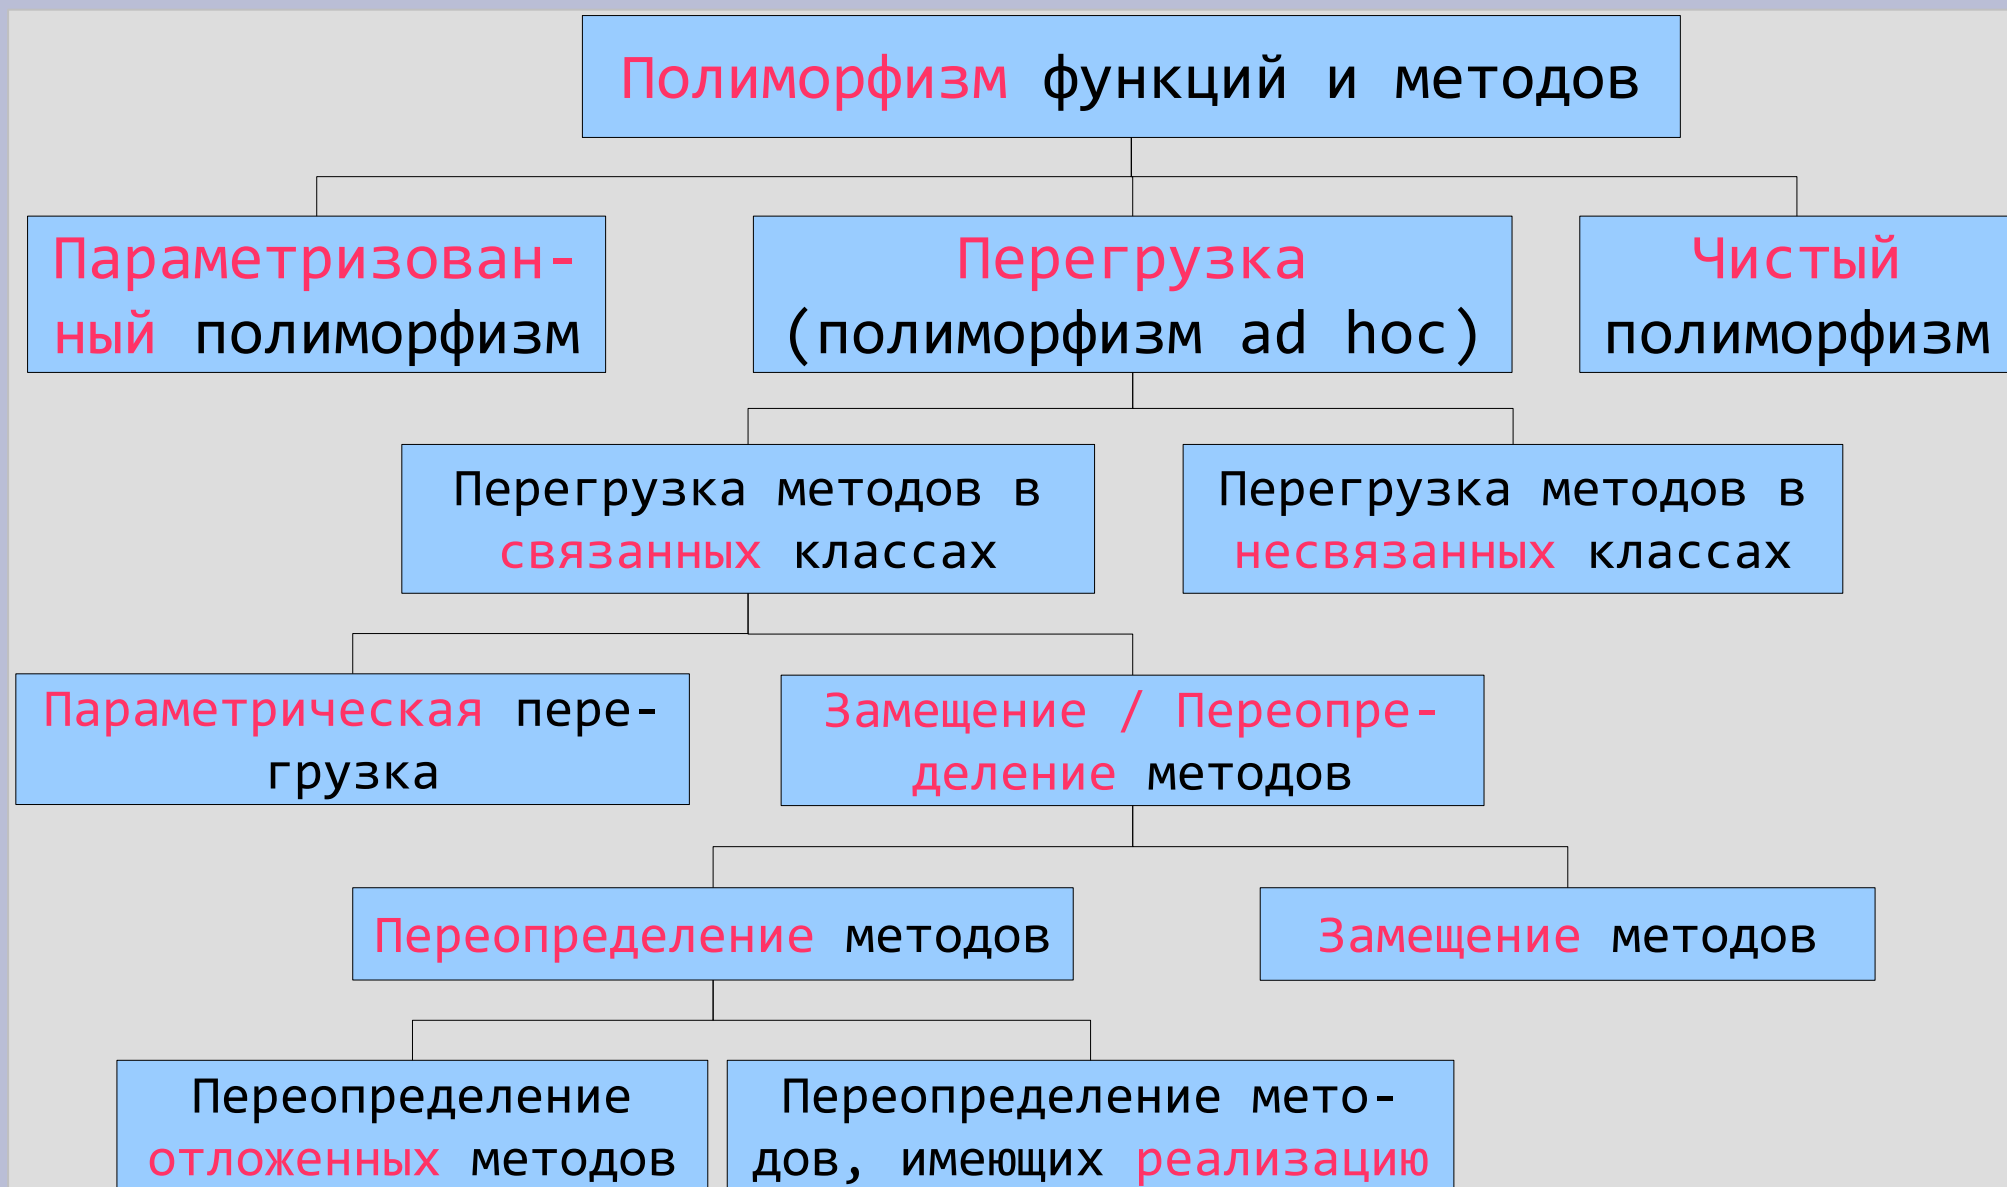 Полиморфизм функций и методов
Параметризован-
ный полиморфизм
Перегрузка
(полиморфизм ad hoc)
Чистый
полиморфизм
Перегрузка методов в
связанных классах
Перегрузка методов в
несвязанных классах
Параметрическая пере-
грузка
Замещение / Переопре-
деление методов
Переопределение методов
Замещение методов
Переопределение
отложенных методов
Переопределение мето-
дов, имеющих реализацию